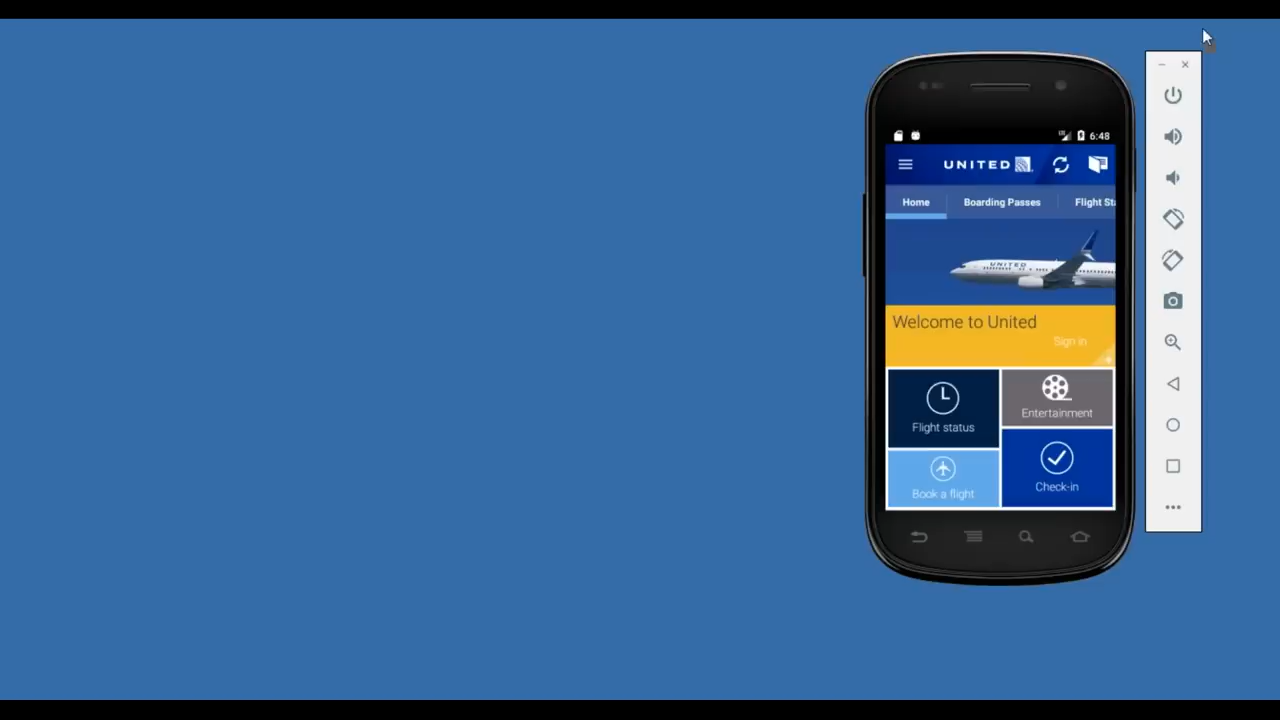 6:48
UNITED
Home Boarding Passes Flight Sta
UNITED
Welcome to United
Sign in
Flight status
Entertainment
Book a flight
Check-in